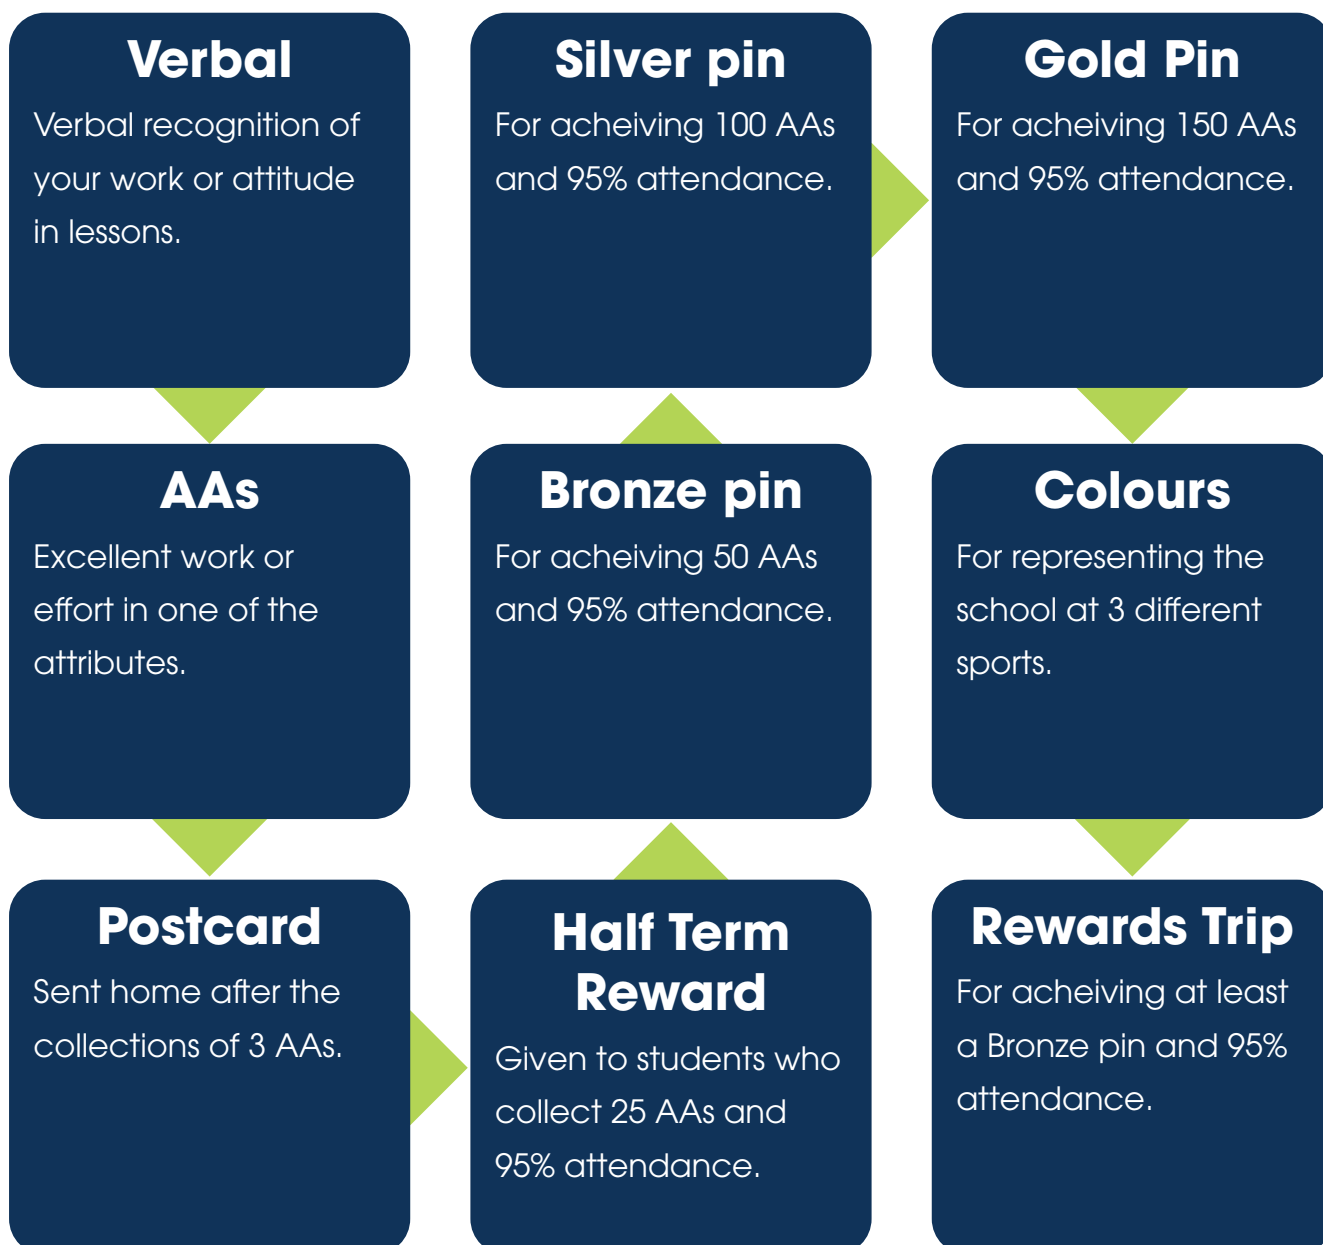 Verbal
Verbal recognition of
your work or attitude
in lessons.
AAs
Excellent work or
effort in one of the
attributes.
Postcard
Sent home after the
collections of 3 AAs.
Half Term
Reward
Given to students who
collect 25 AAs and
95% attendance.
Bronze pin
For acheiving 50 AAs
and 95% attendance.
Silver pin
For acheiving 100 AAs
and 95% attendance.
Gold Pin
For acheiving 150 AAs
and 95% attendance.
Colours
For representing the
school at 3 different
sports.
Rewards Trip
For acheiving at least
a Bronze pin and 95%
attendance.